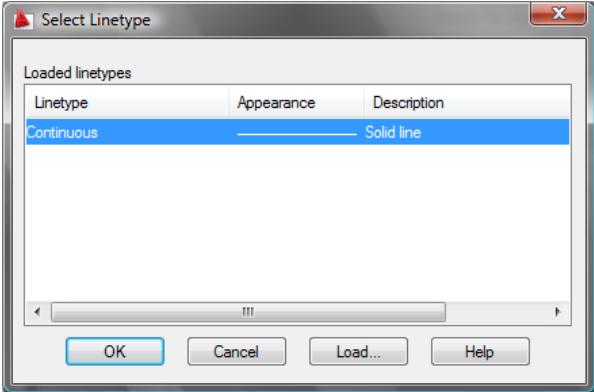 Select Linetype
Loaded linetypes
Linetype Appearance Description
Continuous Solid line
OK Cancel Load... Help